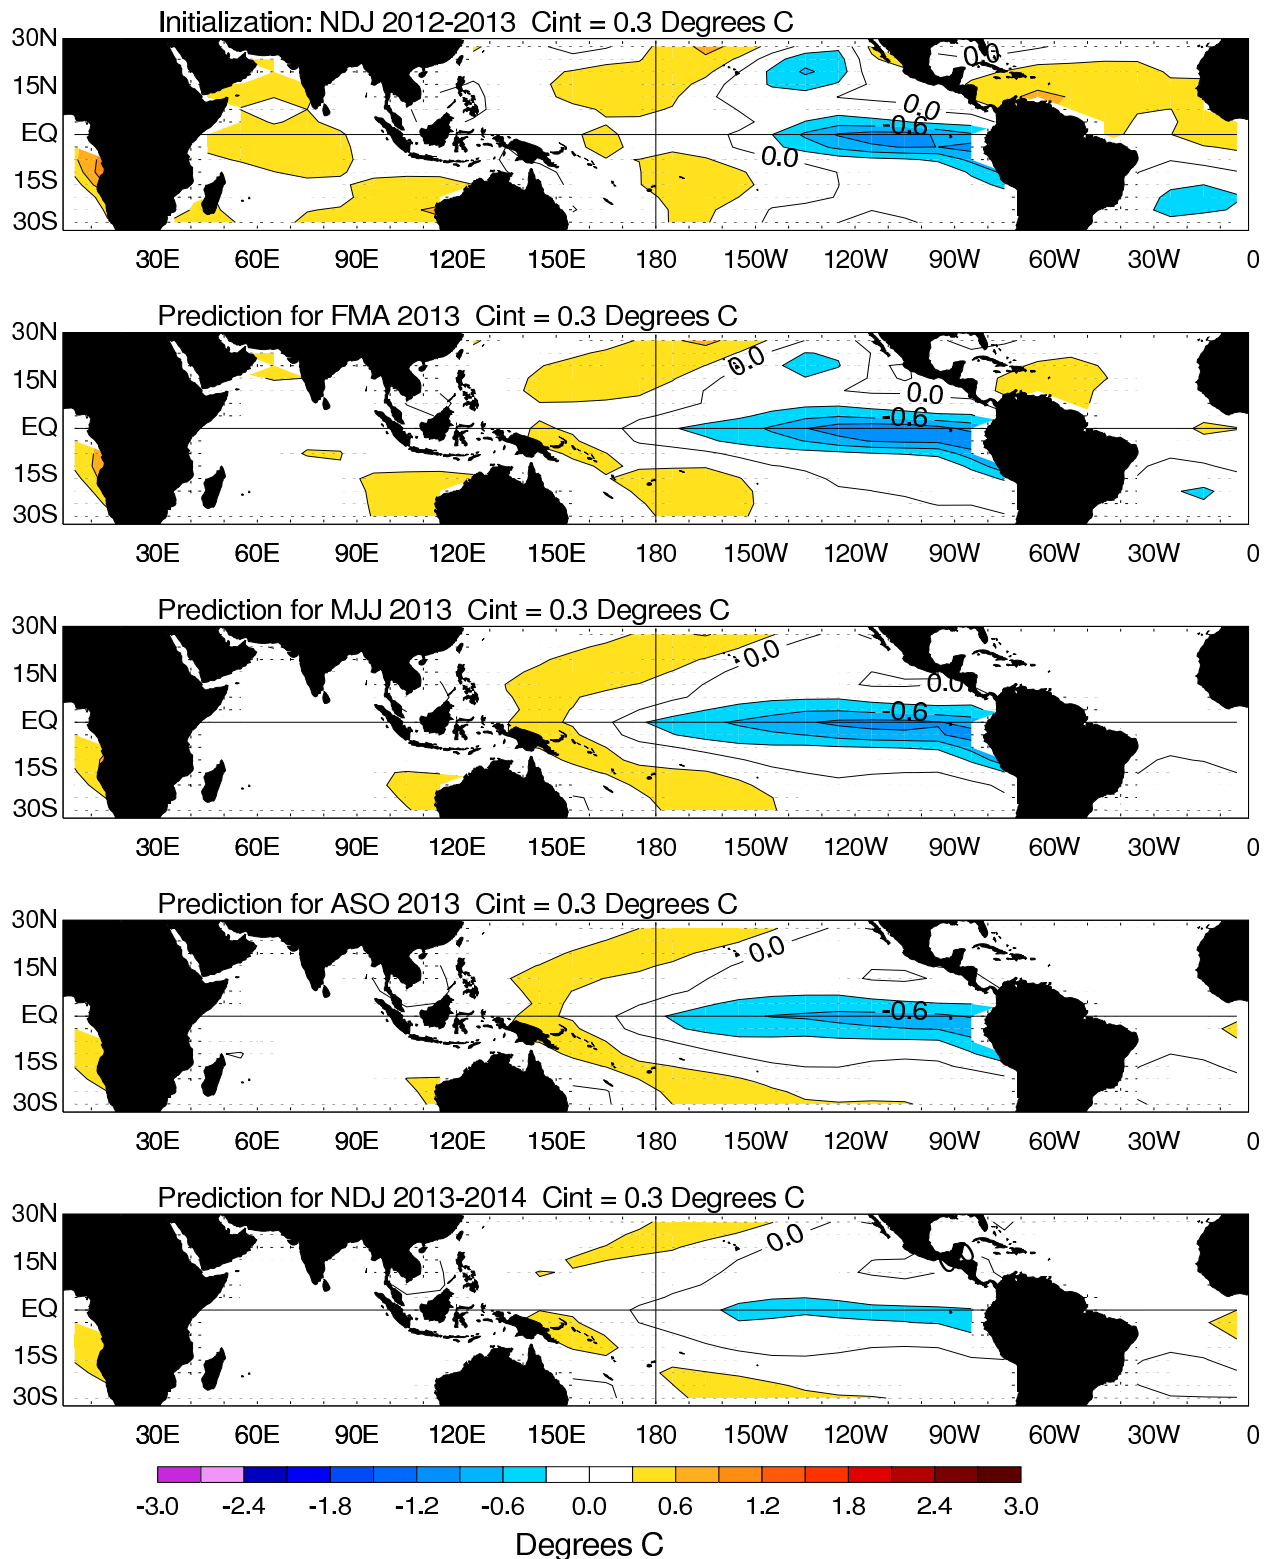 Initialization: NDJ 2012-2013 Cint = 0.3 Degrees C
30N
15N
EQ
15S
30S
0.0
0.0
-0.6
0.0
30E 60E 90E 120E 150E 180 150W 120W 90W 60W 30W 0
Prediction for FMA 2013 Cint = 0.3 Degrees C
30N
15N
EQ
15S
30S
0.0
0.0
-0.6
30E 60E 90E 120E 150E 180 150W 120W 90W 60W 30W 0
Prediction for MJJ 2013 Cint = 0.3 Degrees C
30N
15N
EQ
15S
30S
0.0
0.0
-0.6
30E 60E 90E 120E 150E 180 150W 120W 90W 60W 30W 0
Prediction for ASO 2013 Cint = 0.3 Degrees C
30N
15N
EQ
15S
30S
0.0
-0.6
30E 60E 90E 120E 150E 180 150W 120W 90W 60W 30W 0
Prediction for NDJ 2013-2014 Cint = 0.3 Degrees C
30N
15N
EQ
15S
30S
0.0
0.0
30E 60E 90E 120E 150E 180 150W 120W 90W 60W 30W 0
-3.0 -2.4 -1.8 -1.2 -0.6 0.0 0.6 1.2 1.8 2.4 3.0
Degrees C